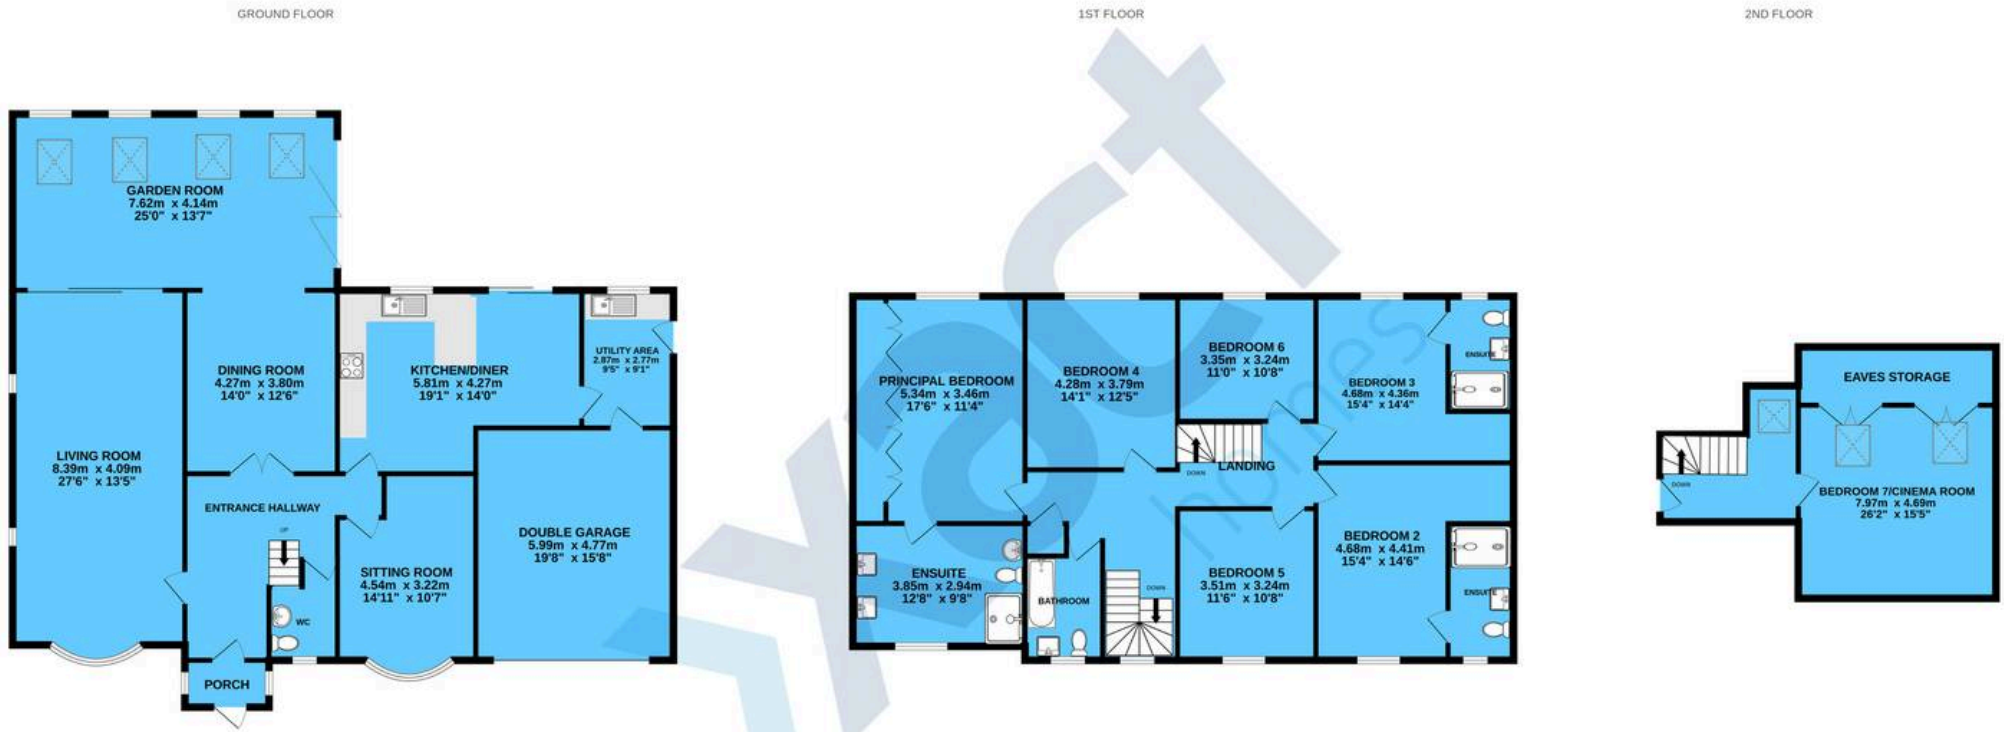 GROUND FLOOR
GARDEN ROOM
7.62m x 4.14m
25'0" x 13'7"
DINING ROOM
4.27m x 3.80m
14'0" x 12'6"
KITCHEN/DINER
5.81m x 4.27m
19'1" x 14'0"
UTILITY AREA
2.87m x 2.77m
9'5" x 9'1"
LIVING ROOM
8.39m x 4.09m
27'6" x 13'5"
ENTRANCE HALLWAY
UP
SITTING ROOM
4.54m x 3.22m
14'11" x 10'7"
DOUBLE GARAGE
5.99m x 4.77m
19'8" x 15'8"
WC
PORCH
1ST FLOOR
PRINCIPAL BEDROOM
5.34m x 3.46m
17'6" x 11'4"
BEDROOM 4
4.28m x 3.79m
14'1" x 12'5"
BEDROOM 6
3.35m x 3.24m
11'0" x 10'8"
BEDROOM 3
4.68m x 4.36m
15'4" x 14'4"
ENSUITE
DOWN
LANDING
BEDROOM 2
4.68m x 4.41m
15'4" x 14'6"
ENSUITE
3.85m x 2.94m
12'8" x 9'8"
BATHROOM
DOWN
BEDROOM 5
3.51m x 3.24m
11'6" x 10'8"
ENSUITE
xact
homes
2ND FLOOR
EAVES STORAGE
DOWN
BEDROOM 7/CINEMA ROOM
7.97m x 4.69m
26'2" x 15'5"